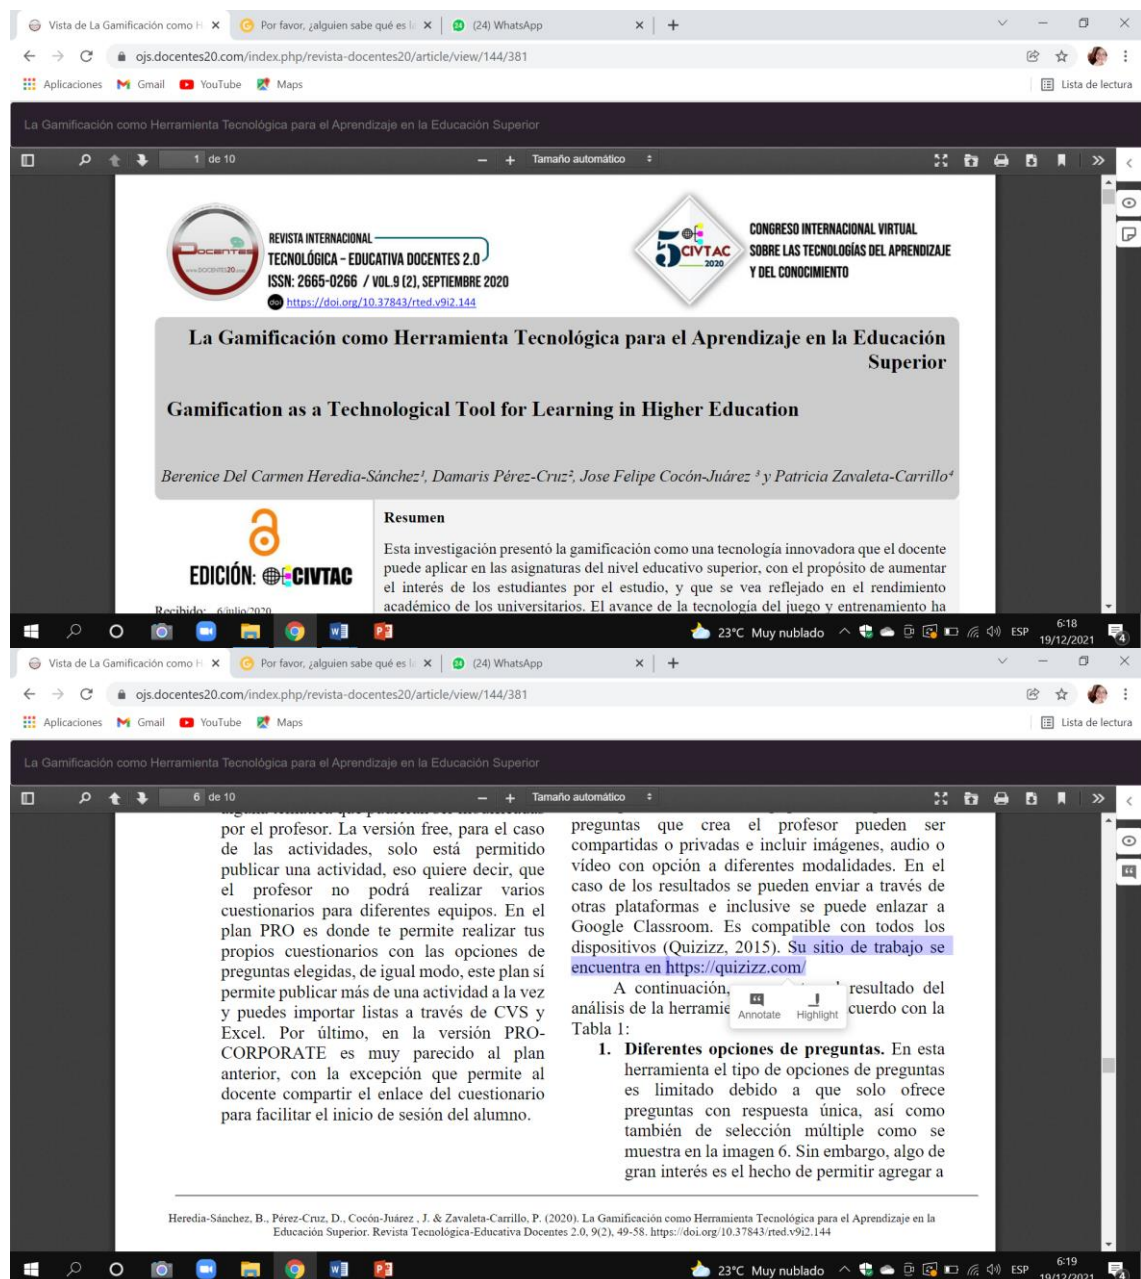 Vista de La Gamificación como H
Por favor, ¿alguien sabe qué es l
(24) WhatsApp
ojs.docentes20.com/index.php/revista-docentes20/article/view/144/381
Aplicaciones Gmail YouTube Maps Lista de lectura
La Gamificación como Herramienta Tecnológica para el Aprendizaje en la Educación Superior
1 de 10 Tamaño automático
DOCENTES
www.DOCENTES20.com
REVISTA INTERNACIONAL
TECNOLÓGICA - EDUCATIVA DOCENTES 2.0
ISSN: 2665-0266 / VOL.9 (2), SEPTIEMBRE 2020
doi https://doi.org/10.37843/rted.v9i2.144
5 CIVTAC
2020
CONGRESO INTERNACIONAL VIRTUAL
SOBRE LAS TECNOLOGÍAS DEL APRENDIZAJE
Y DEL CONOCIMIENTO
La Gamificación como Herramienta Tecnológica para el Aprendizaje en la Educación
Superior
Gamification as a Technological Tool for Learning in Higher Education
Berenice Del Carmen Heredia-Sánchez¹, Damaris Pérez-Cruz², Jose Felipe Cocón-Juárez ³ y Patricia Zavaleta-Carrillo⁴
EDICIÓN: CIVTAC
Recibido: 6/julio/2020
Resumen
Esta investigación presentó la gamificación como una tecnología innovadora que el docente
puede aplicar en las asignaturas del nivel educativo superior, con el propósito de aumentar
el interés de los estudiantes por el estudio, y que se vea reflejado en el rendimiento
académico de los universitarios. El avance de la tecnología del juego y entrenamiento ha
23°C Muy nublado ESP 6:18
19/12/2021
4
Vista de La Gamificación como H
Por favor, ¿alguien sabe qué es l
(24) WhatsApp
ojs.docentes20.com/index.php/revista-docentes20/article/view/144/381
Aplicaciones Gmail YouTube Maps Lista de lectura
La Gamificación como Herramienta Tecnológica para el Aprendizaje en la Educación Superior
6 de 10 Tamaño automático
por el profesor. La versión free, para el caso
de las actividades, solo está permitido
publicar una actividad, eso quiere decir, que
el profesor no podrá realizar varios
cuestionarios para diferentes equipos. En el
plan PRO es donde te permite realizar tus
propios cuestionarios con las opciones de
preguntas elegidas, de igual modo, este plan sí
permite publicar más de una actividad a la vez
y puedes importar listas a través de CVS y
Excel. Por último, en la versión PRO-
CORPORATE es muy parecido al plan
anterior, con la excepción que permite al
docente compartir el enlace del cuestionario
para facilitar el inicio de sesión del alumno.
preguntas que crea el profesor pueden ser
compartidas o privadas e incluir imágenes, audio o
vídeo con opción a diferentes modalidades. En el
caso de los resultados se pueden enviar a través de
otras plataformas e inclusive se puede enlazar a
Google Classroom. Es compatible con todos los
dispositivos (Quizizz, 2015). Su sitio de trabajo se
encuentra en https://quizizz.com/
A continuación, resultado del
análisis de la herramie cuerdo con la
Tabla 1:
Annotate Highlight
1. Diferentes opciones de preguntas. En esta
herramienta el tipo de opciones de preguntas
es limitado debido a que solo ofrece
preguntas con respuesta única, así como
también de selección múltiple como se
muestra en la imagen 6. Sin embargo, algo de
gran interés es el hecho de permitir agregar a
Heredia-Sánchez, B., Pérez-Cruz, D., Cocón-Juárez , J. & Zavaleta-Carrillo, P. (2020). La Gamificación como Herramienta Tecnológica para el Aprendizaje en la
Educación Superior. Revista Tecnológica-Educativa Docentes 2.0, 9(2), 49-58. https://doi.org/10.37843/rted.v9i2.144
23°C Muy nublado ESP 6:19
19/12/2021